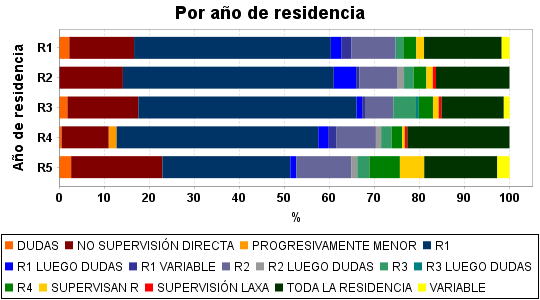 Por año de residencia
Año de residencia
R1
R2
R3
R4
R5
0 10 20 30 40 50 60 70 80 90 100
%
DUDAS NO SUPERVISIÓN DIRECTA PROGRESIVAMENTE MENOR R1
R1 LUEGO DUDAS R1 VARIABLE R2 R2 LUEGO DUDAS R3 R3 LUEGO DUDAS
R4 SUPERVISAN R SUPERVISIÓN LAXA TODA LA RESIDENCIA VARIABLE